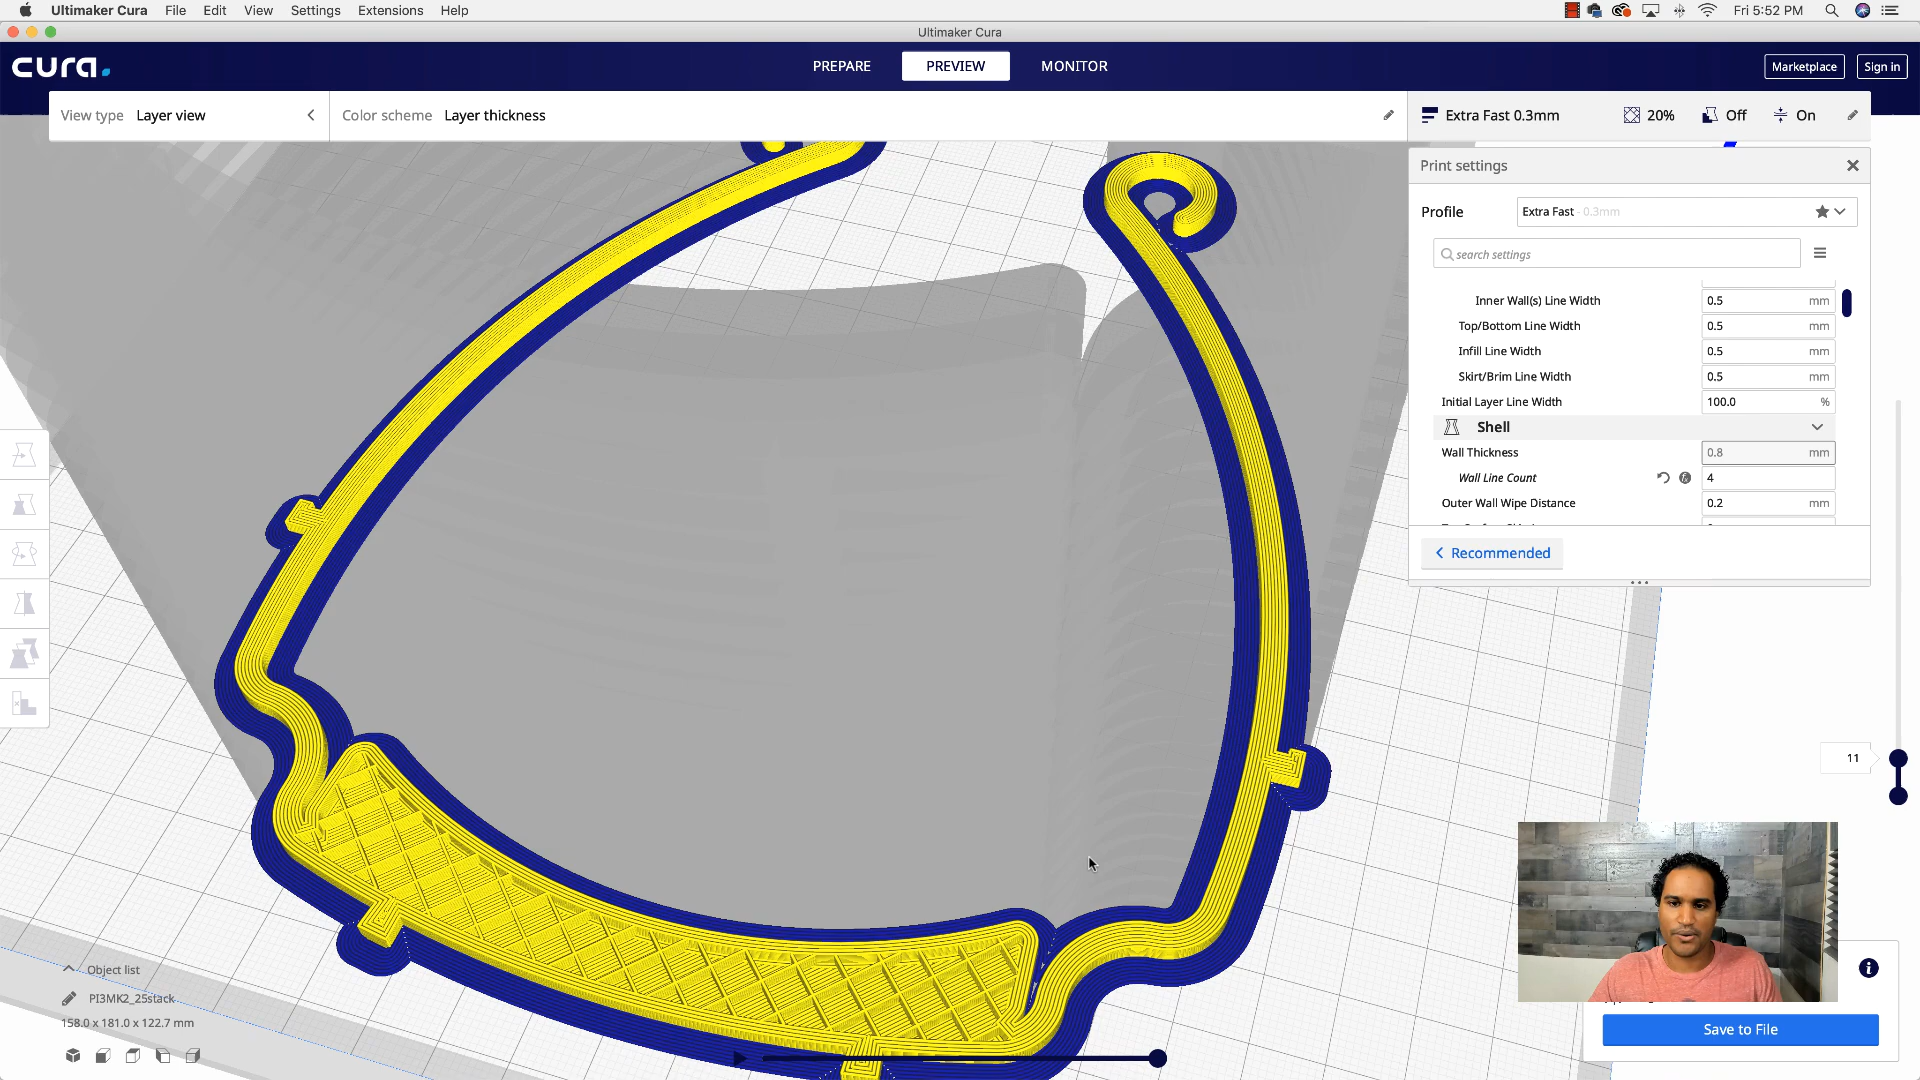 Ultimaker Cura File Edit View Settings Extensions Help Fri 5:52 PM
Ultimaker Cura
cura.
PREPARE PREVIEW MONITOR
Marketplace Sign in
View type Layer view
Color scheme Layer thickness
Extra Fast 0.3mm 20% Off On
Print settings
Profile Extra Fast - 0.3mm
search settings
Inner Wall(s) Line Width 0.5 mm
Top/Bottom Line Width 0.5 mm
Infill Line Width 0.5 mm
Skirt/Brim Line Width 0.5 mm
Initial Layer Line Width 100.0 %
Shell
Wall Thickness 0.8 mm
Wall Line Count 4
Outer Wall Wipe Distance 0.2 mm
Recommended
11
Object list
PI3MK2_25stack
158.0 x 181.0 x 122.7 mm
Save to File